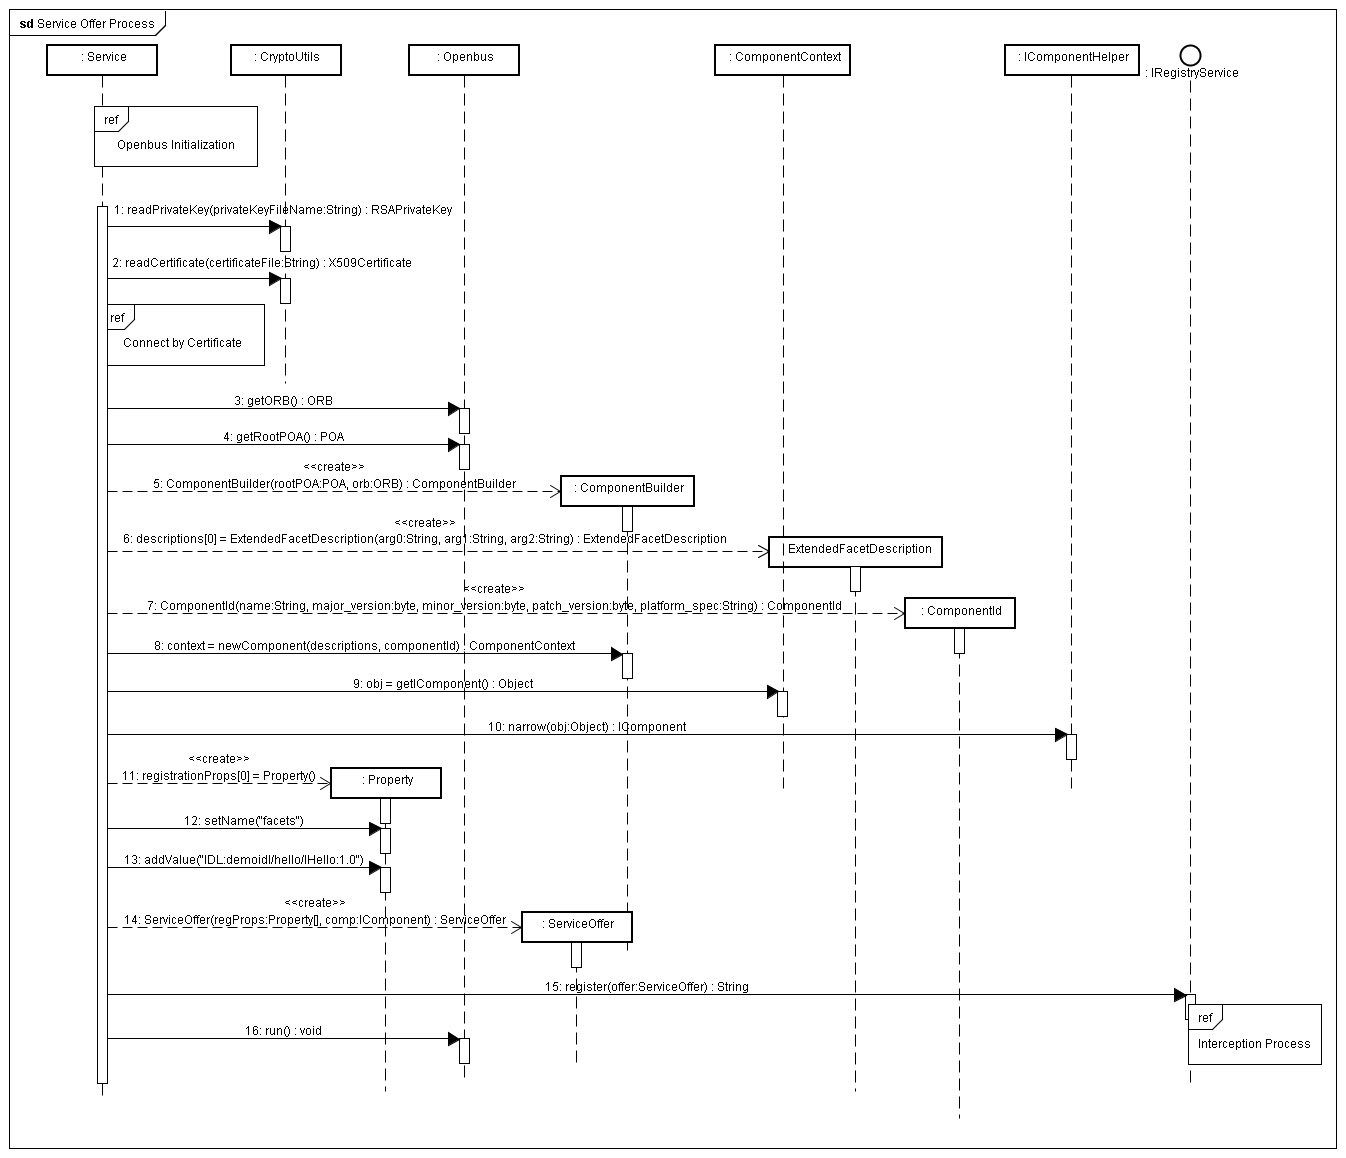 sd Service Offer Process
: Service
: CryptoUtils
: Openbus
: ComponentContext
: IComponentHelper
: IRegistryService
ref
Openbus Initialization
1: readPrivateKey(privateKeyFileName:String) : RSAPrivateKey
2: readCertificate(certificateFile:String) : X509Certificate
ref
Connect by Certificate
3: getORB() : ORB
4: getRootPOA() : POA
<<create>>
5: ComponentBuilder(rootPOA:POA, orb:ORB) : ComponentBuilder
: ComponentBuilder
<<create>>
6: descriptions[0] = ExtendedFacetDescription(arg0:String, arg1:String, arg2:String) : ExtendedFacetDescription
ExtendedFacetDescription
<<create>>
7: ComponentId(name:String, major_version:byte, minor_version:byte, patch_version:byte, platform_spec:String) : ComponentId
: ComponentId
8: context = newComponent(descriptions, componentId) : ComponentContext
9: obj = getIComponent() : Object
10: narrow(obj:Object) : IComponent
<<create>>
11: registrationProps[0] = Property()
: Property
12: setName("facets")
13: addValue("IDL:demoidl/hello/IHello:1.0")
<<create>>
14: ServiceOffer(regProps:Property[], comp:IComponent) : ServiceOffer
: ServiceOffer
15: register(offer:ServiceOffer) : String
ref
Interception Process
16: run() : void